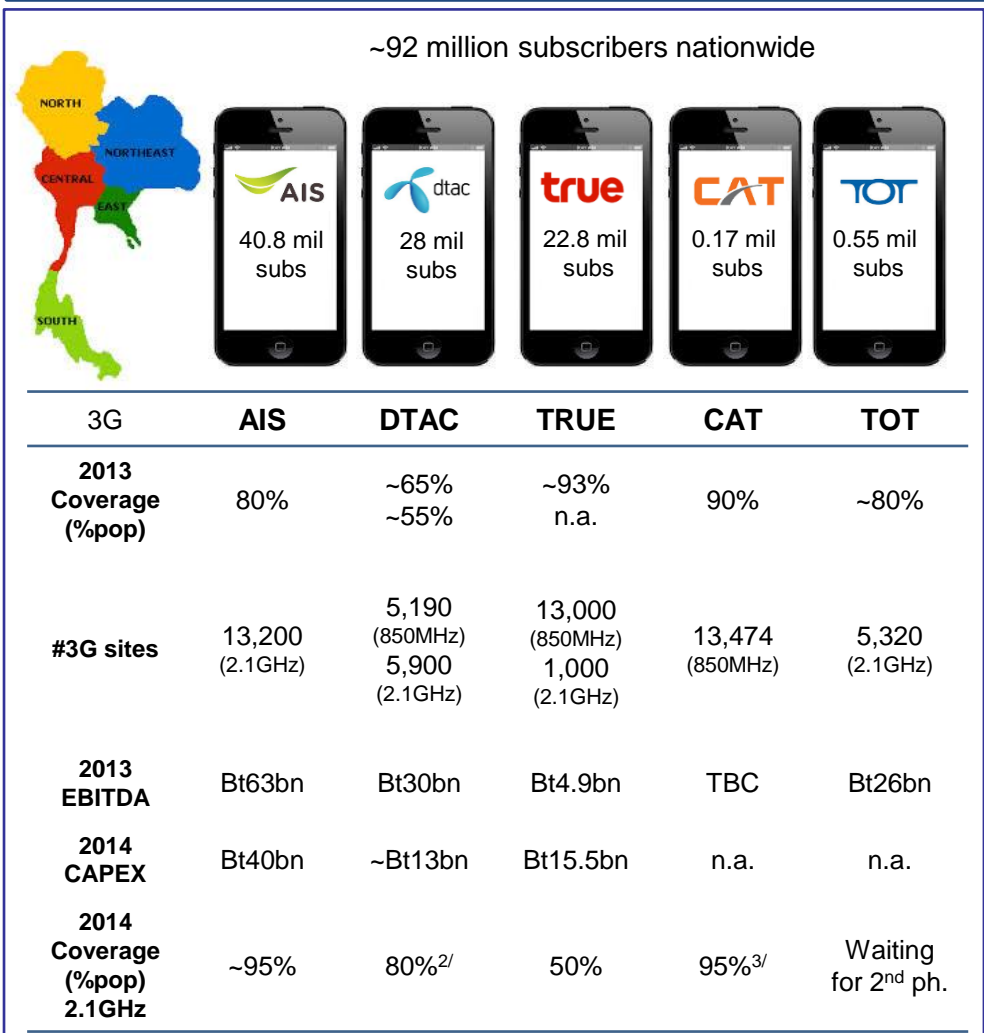 ~92 million subscribers nationwide
NORTH
NORTHEAST
CENTRAL
EAST
SOUTH
AIS
40.8 mil
subs
dtac
28 mil
subs
true
22.8 mil
subs
CAT
0.17 mil
subs
TOT
0.55 mil
subs
3G AIS DTAC TRUE CAT TOT
2013
Coverage
(%pop)
80%
~65%
~55%
~93%
n.a.
90%
~80%
#3G sites
13,200
(2.1GHz)
5,190
(850MHz)
5,900
(2.1GHz)
13,000
(850MHz)
1,000
(2.1GHz)
13,474
(850MHz)
5,320
(2.1GHz)
2013
EBITDA
Bt63bn
Bt30bn
Bt4.9bn
TBC
Bt26bn
2014
CAPEX
Bt40bn
~Bt13bn
Bt15.5bn
n.a.
n.a.
2014
Coverage
(%pop)
2.1GHz
~95%
80%2/
50%
95%3/
Waiting
for 2nd ph.